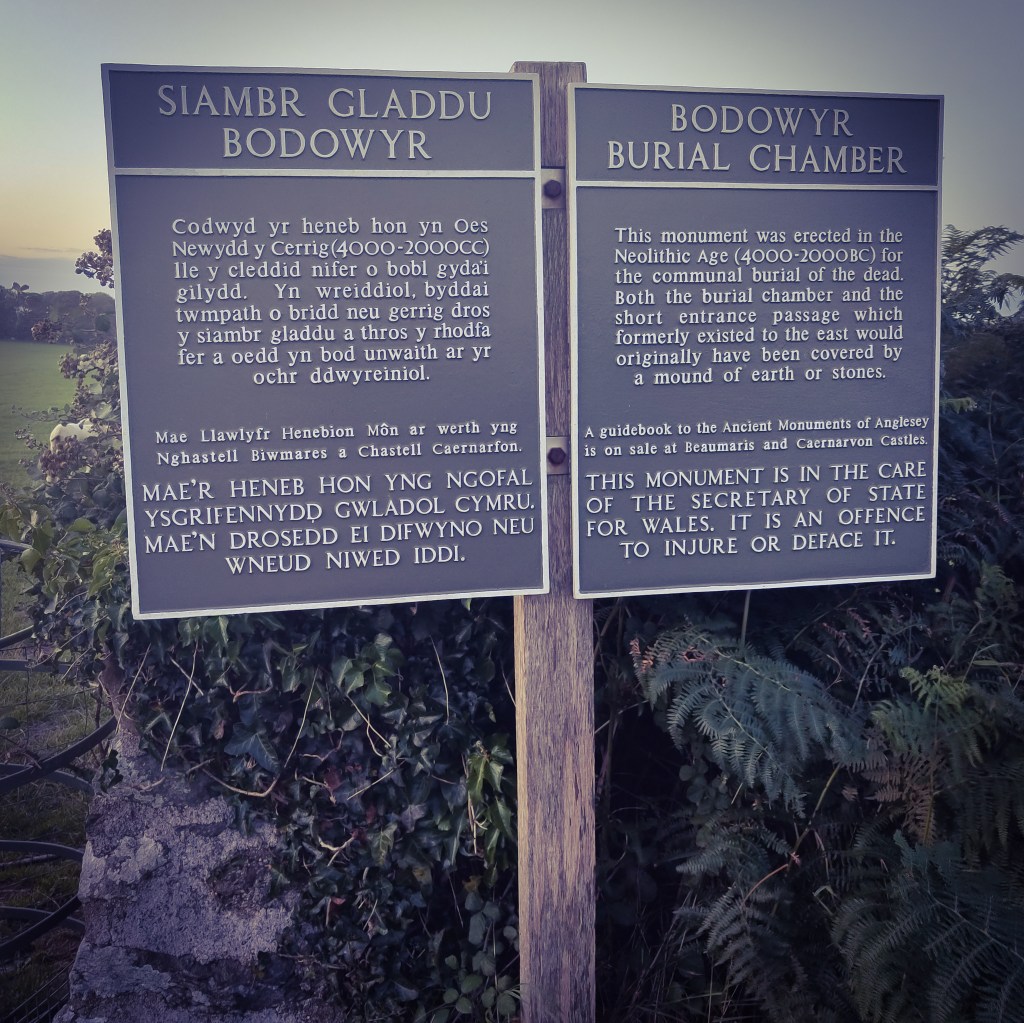 SIAMBR GLADDU
BODOWYR
Codwyd yr heneb hon yn Oes
Newydd y Cerrig (4000-2000CC)
lle y cleddid nifer o bobl gyda'i
gilydd. Yn wreiddiol, byddai
twmpath o bridd neu gerrig dros
y siambr gladdu a thros y rhodfa
fer a oedd yn bod unwaith ar yr
ochr ddwyreiniol.
Mae Llawlyfr Henebion Môn ar werth yng
Nghastell Biwmares a Chastell Caernarfon.
MAE'R HENEB HON YNG NGOFAL
YSGRIFENNYDD GWLADOL CYMRU.
MAE'N DROSEDD EI DIFWYNO NEU
WNEUD NIWED IDDI.
BODOWYR
BURIAL CHAMBER
This monument was erected in the
Neolithic Age (4000-2000BC) for
the communal burial of the dead.
Both the burial chamber and the
short entrance passage which
formerly existed to the east would
originally have been covered by
a mound of earth or stones.
A guidebook to the Ancient Monuments of Anglesey
is on sale at Beaumaris and Caernarvon Castles.
THIS MONUMENT IS IN THE CARE
OF THE SECRETARY OF STATE
FOR WALES. IT IS AN OFFENCE
TO INJURE OR DEFACE IT.